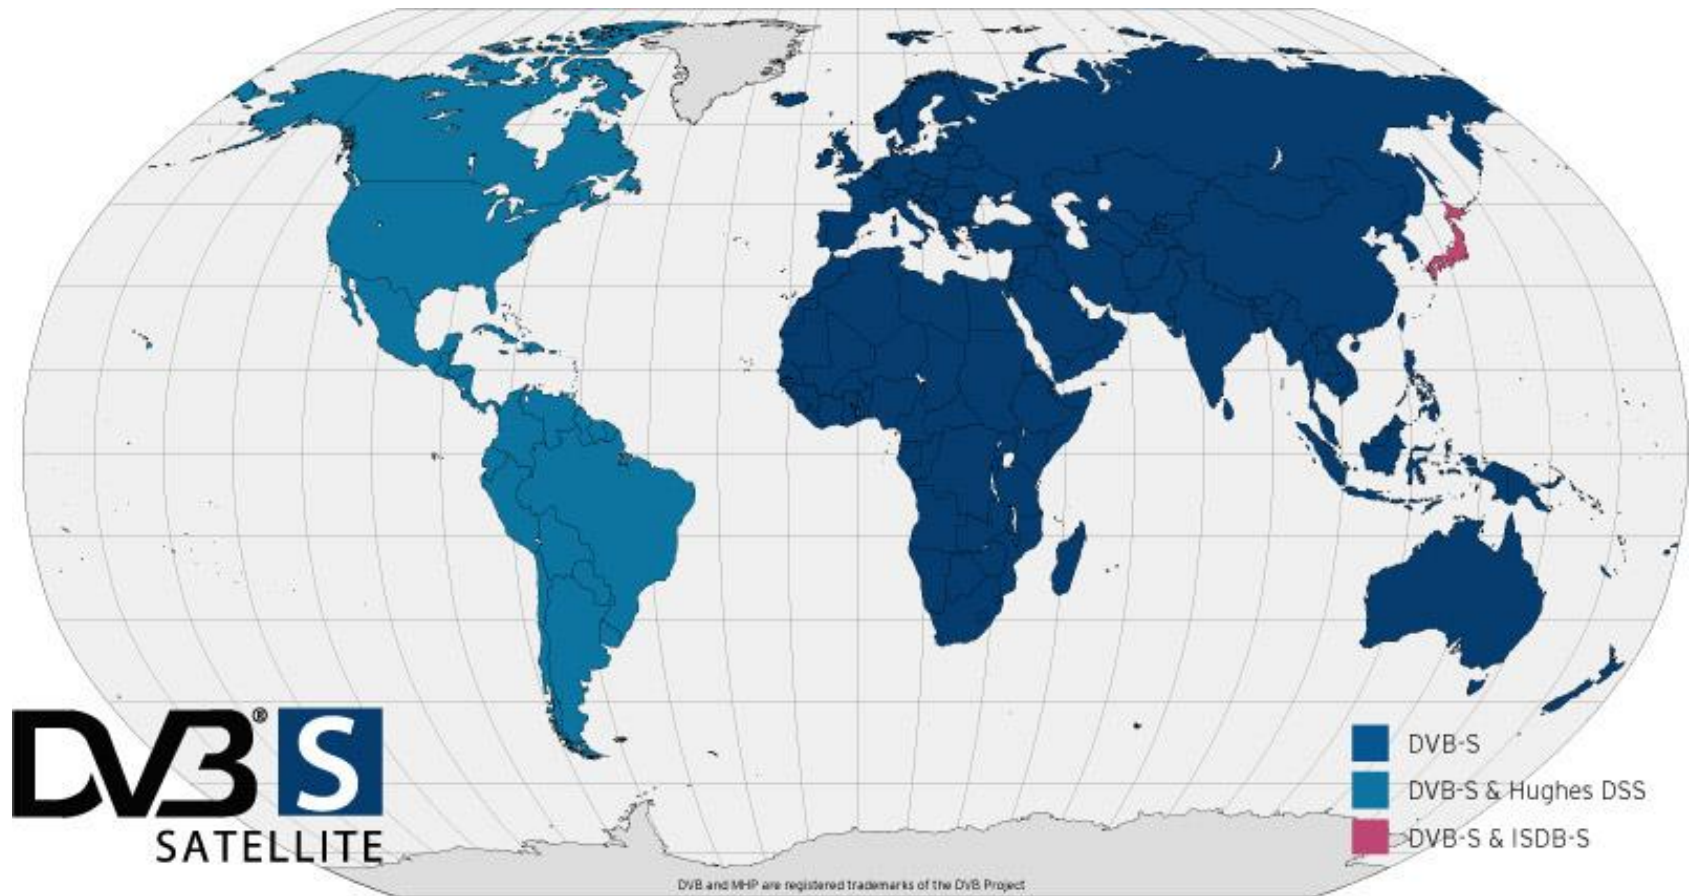 DVB® S
SATELLITE
DVB-S
DVB-S & Hughes DSS
DVB-S & ISDB-S
DVB and MHP are registered trademarks of the DVB Project